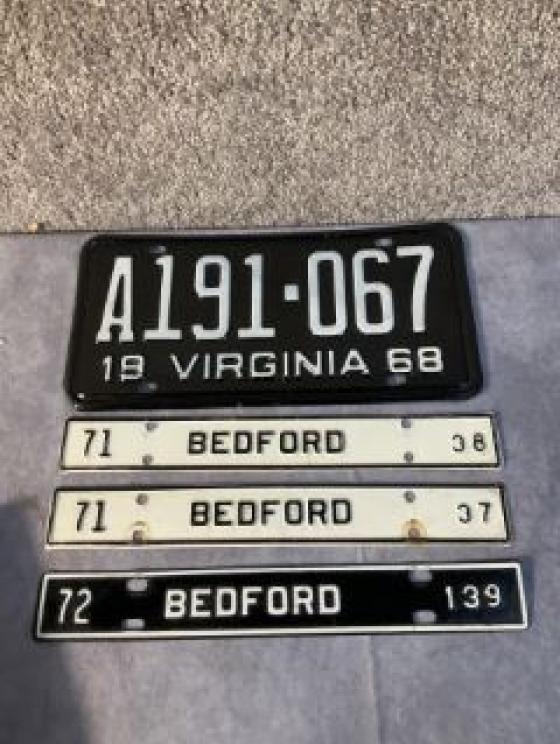 A191·067
19 VIRGINIA 68
71 BEDFORD 38
71 BEDFORD 37
72 BEDFORD 139